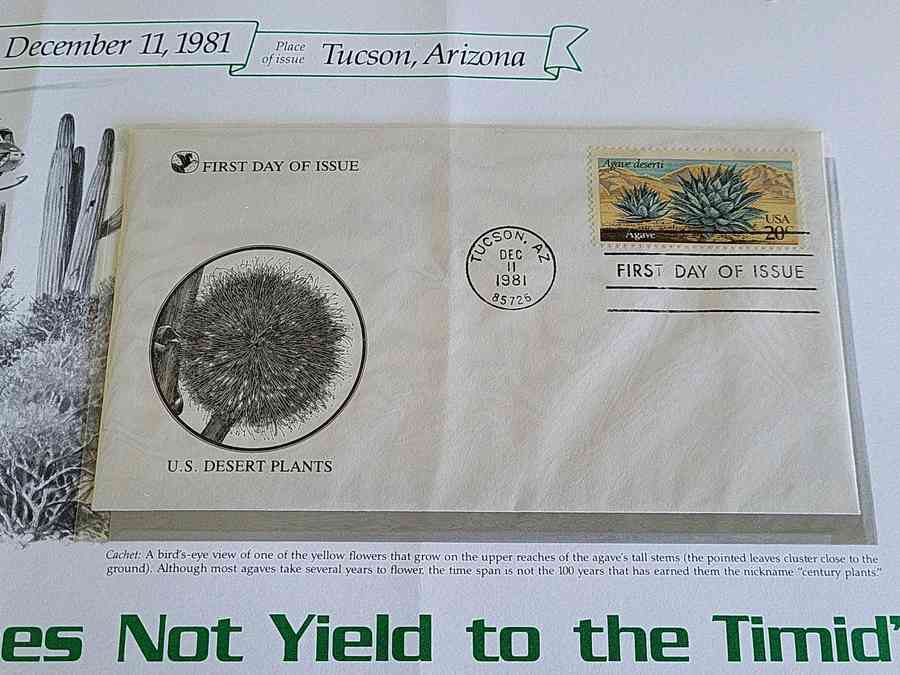 December 11, 1981
Place
of issue
Tucson, Arizona
FIRST DAY OF ISSUE
Agave deserti
USA
20c
Agave
TUCSON, AZ
DEC
11
1981
85726
FIRST DAY OF ISSUE
U.S. DESERT PLANTS
Cachet: A bird's-eye view of one of the yellow flowers that grow on the upper reaches of the agave's tall stems (the pointed leaves cluster close to the
ground). Although most agaves take several years to flower, the time span is not the 100 years that has earned them the nickname "century plants."
es Not Yield to the Timid"